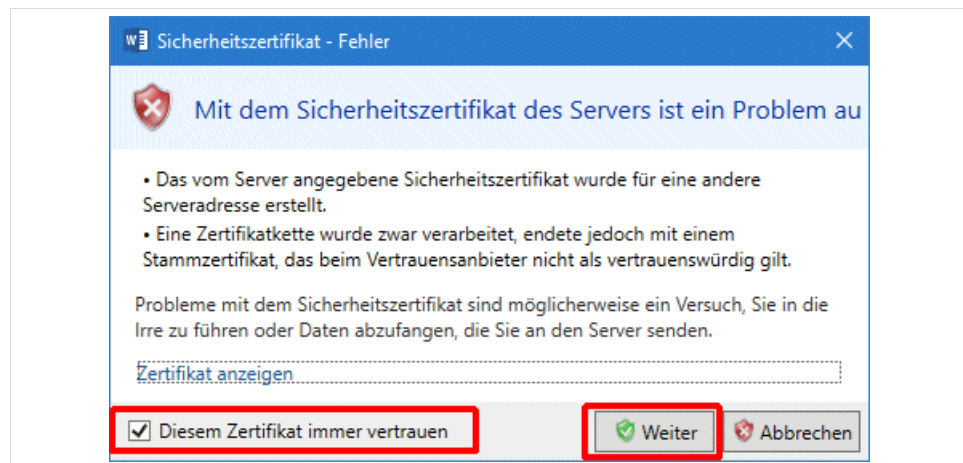 Sicherheitszertifikat - Fehler
Mit dem Sicherheitszertifikat des Servers ist ein Problem au
• Das vom Server angegebene Sicherheitszertifikat wurde für eine andere
Serveradresse erstellt.
• Eine Zertifikatkette wurde zwar verarbeitet, endete jedoch mit einem
Stammzertifikat, das beim Vertrauensanbieter nicht als vertrauenswürdig gilt.
Probleme mit dem Sicherheitszertifikat sind möglicherweise ein Versuch, Sie in die
Irre zu führen oder Daten abzufangen, die Sie an den Server senden.
Zertifikat anzeigen
Diesem Zertifikat immer vertrauen
Weiter
Abbrechen